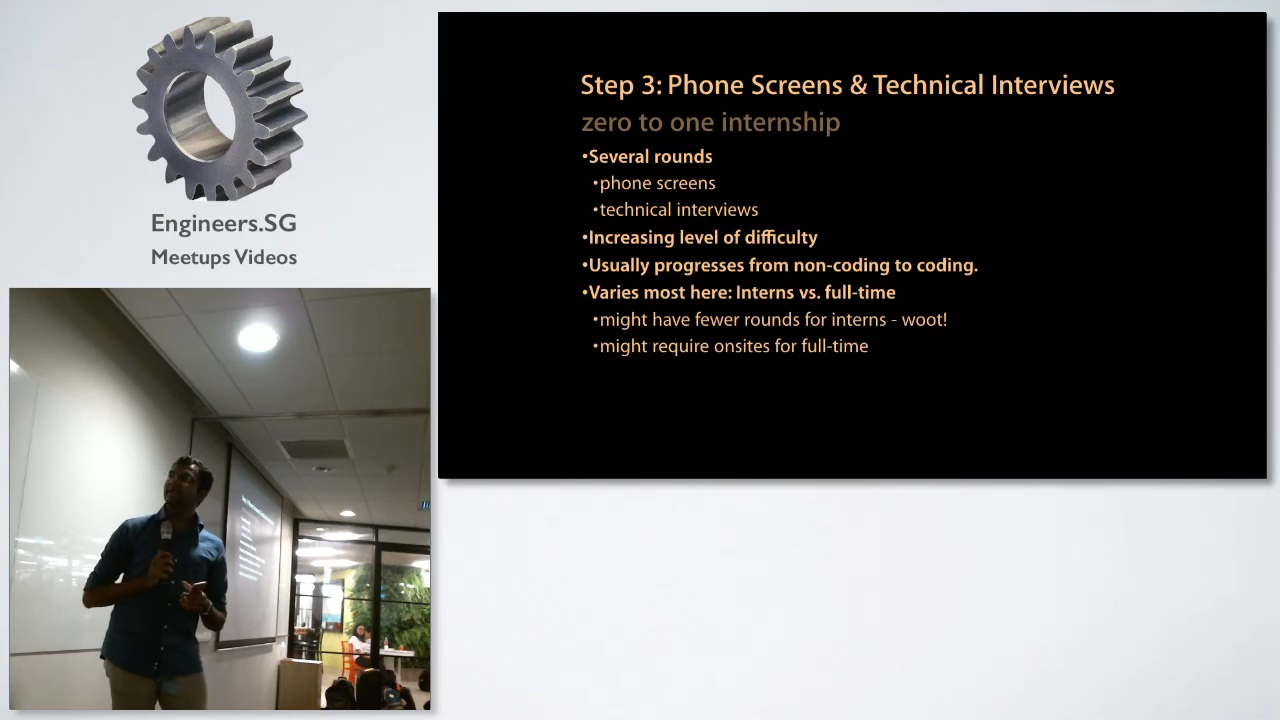 Engineers.SG
Meetups Videos
Step 3: Phone Screens & Technical Interviews
zero to one internship
•Several rounds
•phone screens
•technical interviews
•Increasing level of difficulty
•Usually progresses from non-coding to coding.
•Varies most here: Interns vs. full-time
•might have fewer rounds for interns - woot!
•might require onsites for full-time